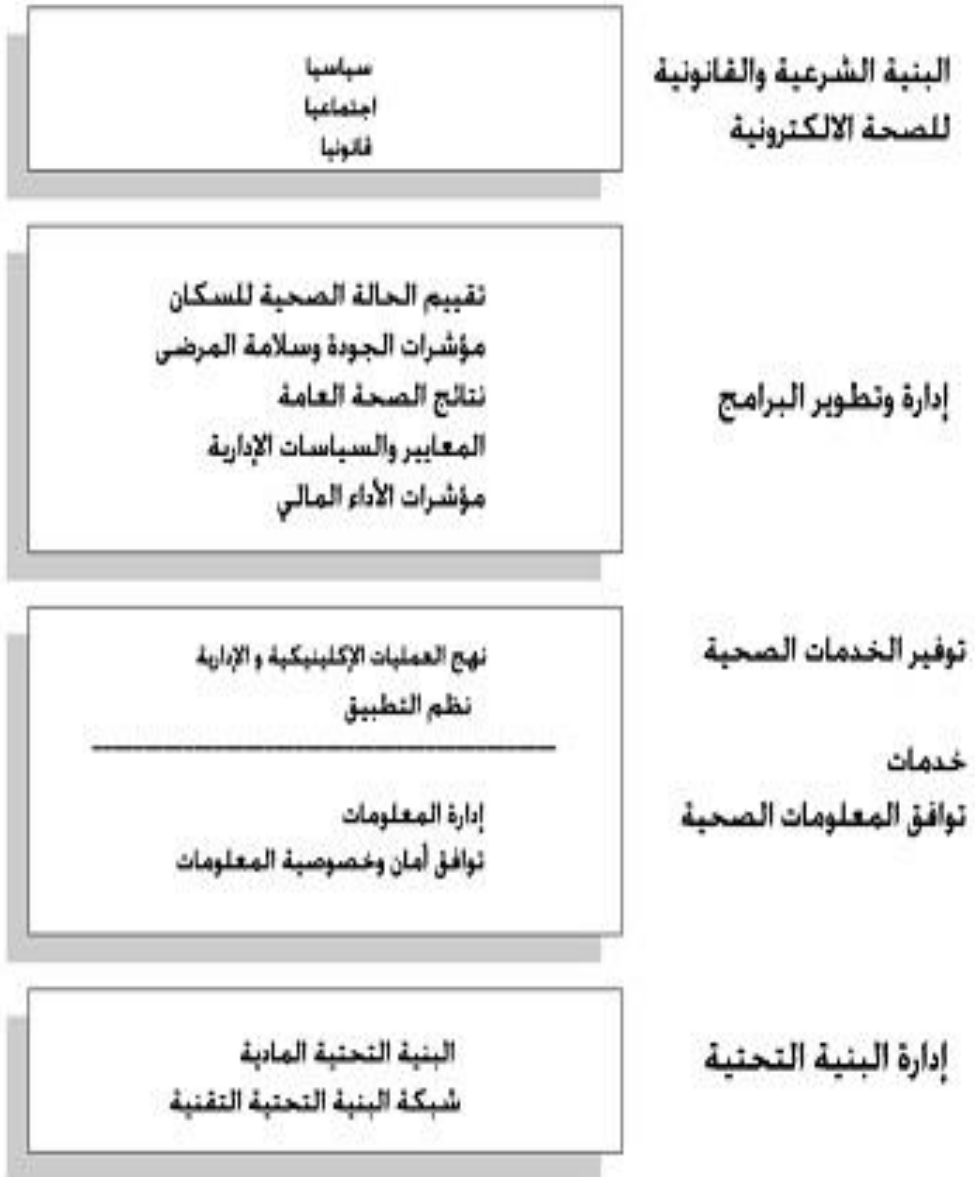 البنية الشرعية والقانونية
للصحة الالكترونية
سياسيا
اجتماعيا
قانونيا
إدارة وتطوير البرامج
تقييم الحالة الصحية للسكان
مؤشرات الجودة وسلامة المرضى
نتائج الصحة العامة
المعايير والسياسات الإدارية
مؤشرات الأداء المالي
توفير الخدمات الصحية
نهج العمليات الإكلينيكية و الإدارية
نظم التطبيق
خدمات
توافق المعلومات الصحية
إدارة المعلومات
توافق أمان وخصوصية المعلومات
إدارة البنية التحتية
البنية التحتية المادية
شبكة البنية التحتية التقنية